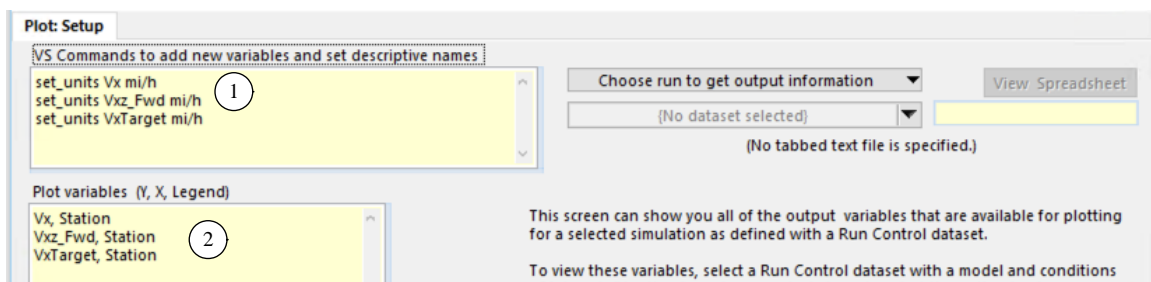 Plot: Setup
VS Commands to add new variables and set descriptive names
set_units Vx mi/h
set_units Vxz_Fwd mi/h
set_units VxTarget mi/h
1
Choose run to get output information
View Spreadsheet
{No dataset selected}
(No tabbed text file is specified.)
Plot variables (Y, X, Legend)
Vx, Station
Vxz_Fwd, Station
VxTarget, Station
2
This screen can show you all of the output variables that are available for plotting
for a selected simulation as defined with a Run Control dataset.
To view these variables, select a Run Control dataset with a model and conditions